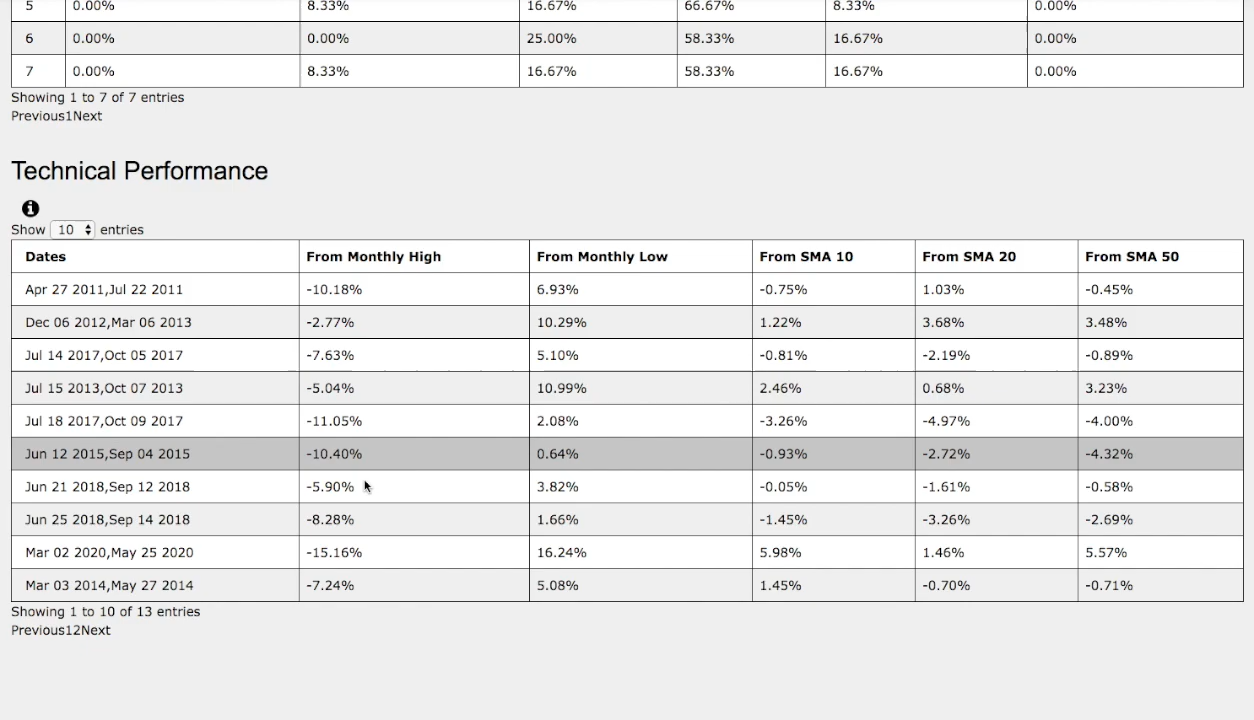 5 0.00% 8.33% 16.67% 66.67% 8.33% 0.00%
6 0.00% 0.00% 25.00% 58.33% 16.67% 0.00%
7 0.00% 8.33% 16.67% 58.33% 16.67% 0.00%
Showing 1 to 7 of 7 entries
Previous1Next
Technical Performance
Show 10 entries
Dates From Monthly High From Monthly Low From SMA 10 From SMA 20 From SMA 50
Apr 27 2011,Jul 22 2011 -10.18% 6.93% -0.75% 1.03% -0.45%
Dec 06 2012,Mar 06 2013 -2.77% 10.29% 1.22% 3.68% 3.48%
Jul 14 2017,Oct 05 2017 -7.63% 5.10% -0.81% -2.19% -0.89%
Jul 15 2013,Oct 07 2013 -5.04% 10.99% 2.46% 0.68% 3.23%
Jul 18 2017,Oct 09 2017 -11.05% 2.08% -3.26% -4.97% -4.00%
Jun 12 2015,Sep 04 2015 -10.40% 0.64% -0.93% -2.72% -4.32%
Jun 21 2018,Sep 12 2018 -5.90% 3.82% -0.05% -1.61% -0.58%
Jun 25 2018,Sep 14 2018 -8.28% 1.66% -1.45% -3.26% -2.69%
Mar 02 2020,May 25 2020 -15.16% 16.24% 5.98% 1.46% 5.57%
Mar 03 2014,May 27 2014 -7.24% 5.08% 1.45% -0.70% -0.71%
Showing 1 to 10 of 13 entries
Previous12Next